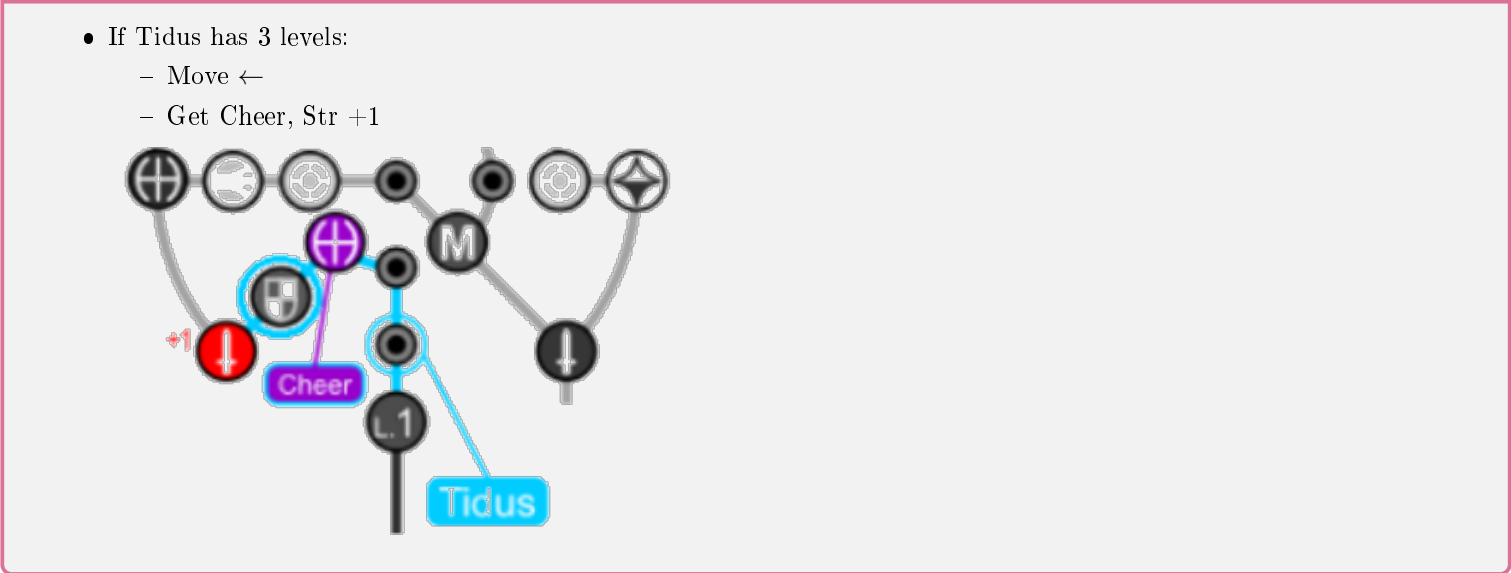 • If Tidus has 3 levels:
– Move ←
– Get Cheer, Str +1
M
+1
Cheer
L.1
Tidus